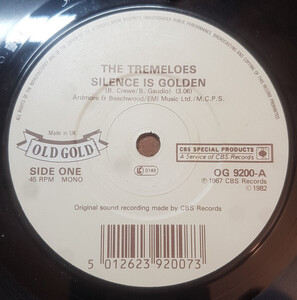 THE TREMELOES
SILENCE IS GOLDEN
(B. Crewe/B. Gaudio) (3.06)
Ardmore & Beechwood/EMI Music Ltd./M.C.P.S.
Made in UK
OLD GOLD
SIDE ONE
45 RPM MONO
CBS SPECIAL PRODUCTS
A Service of CBS Records
OG 9200-A
℗ 1967 CBS Records
© 1982
Original sound recording made by CBS Records
5 012623 920073